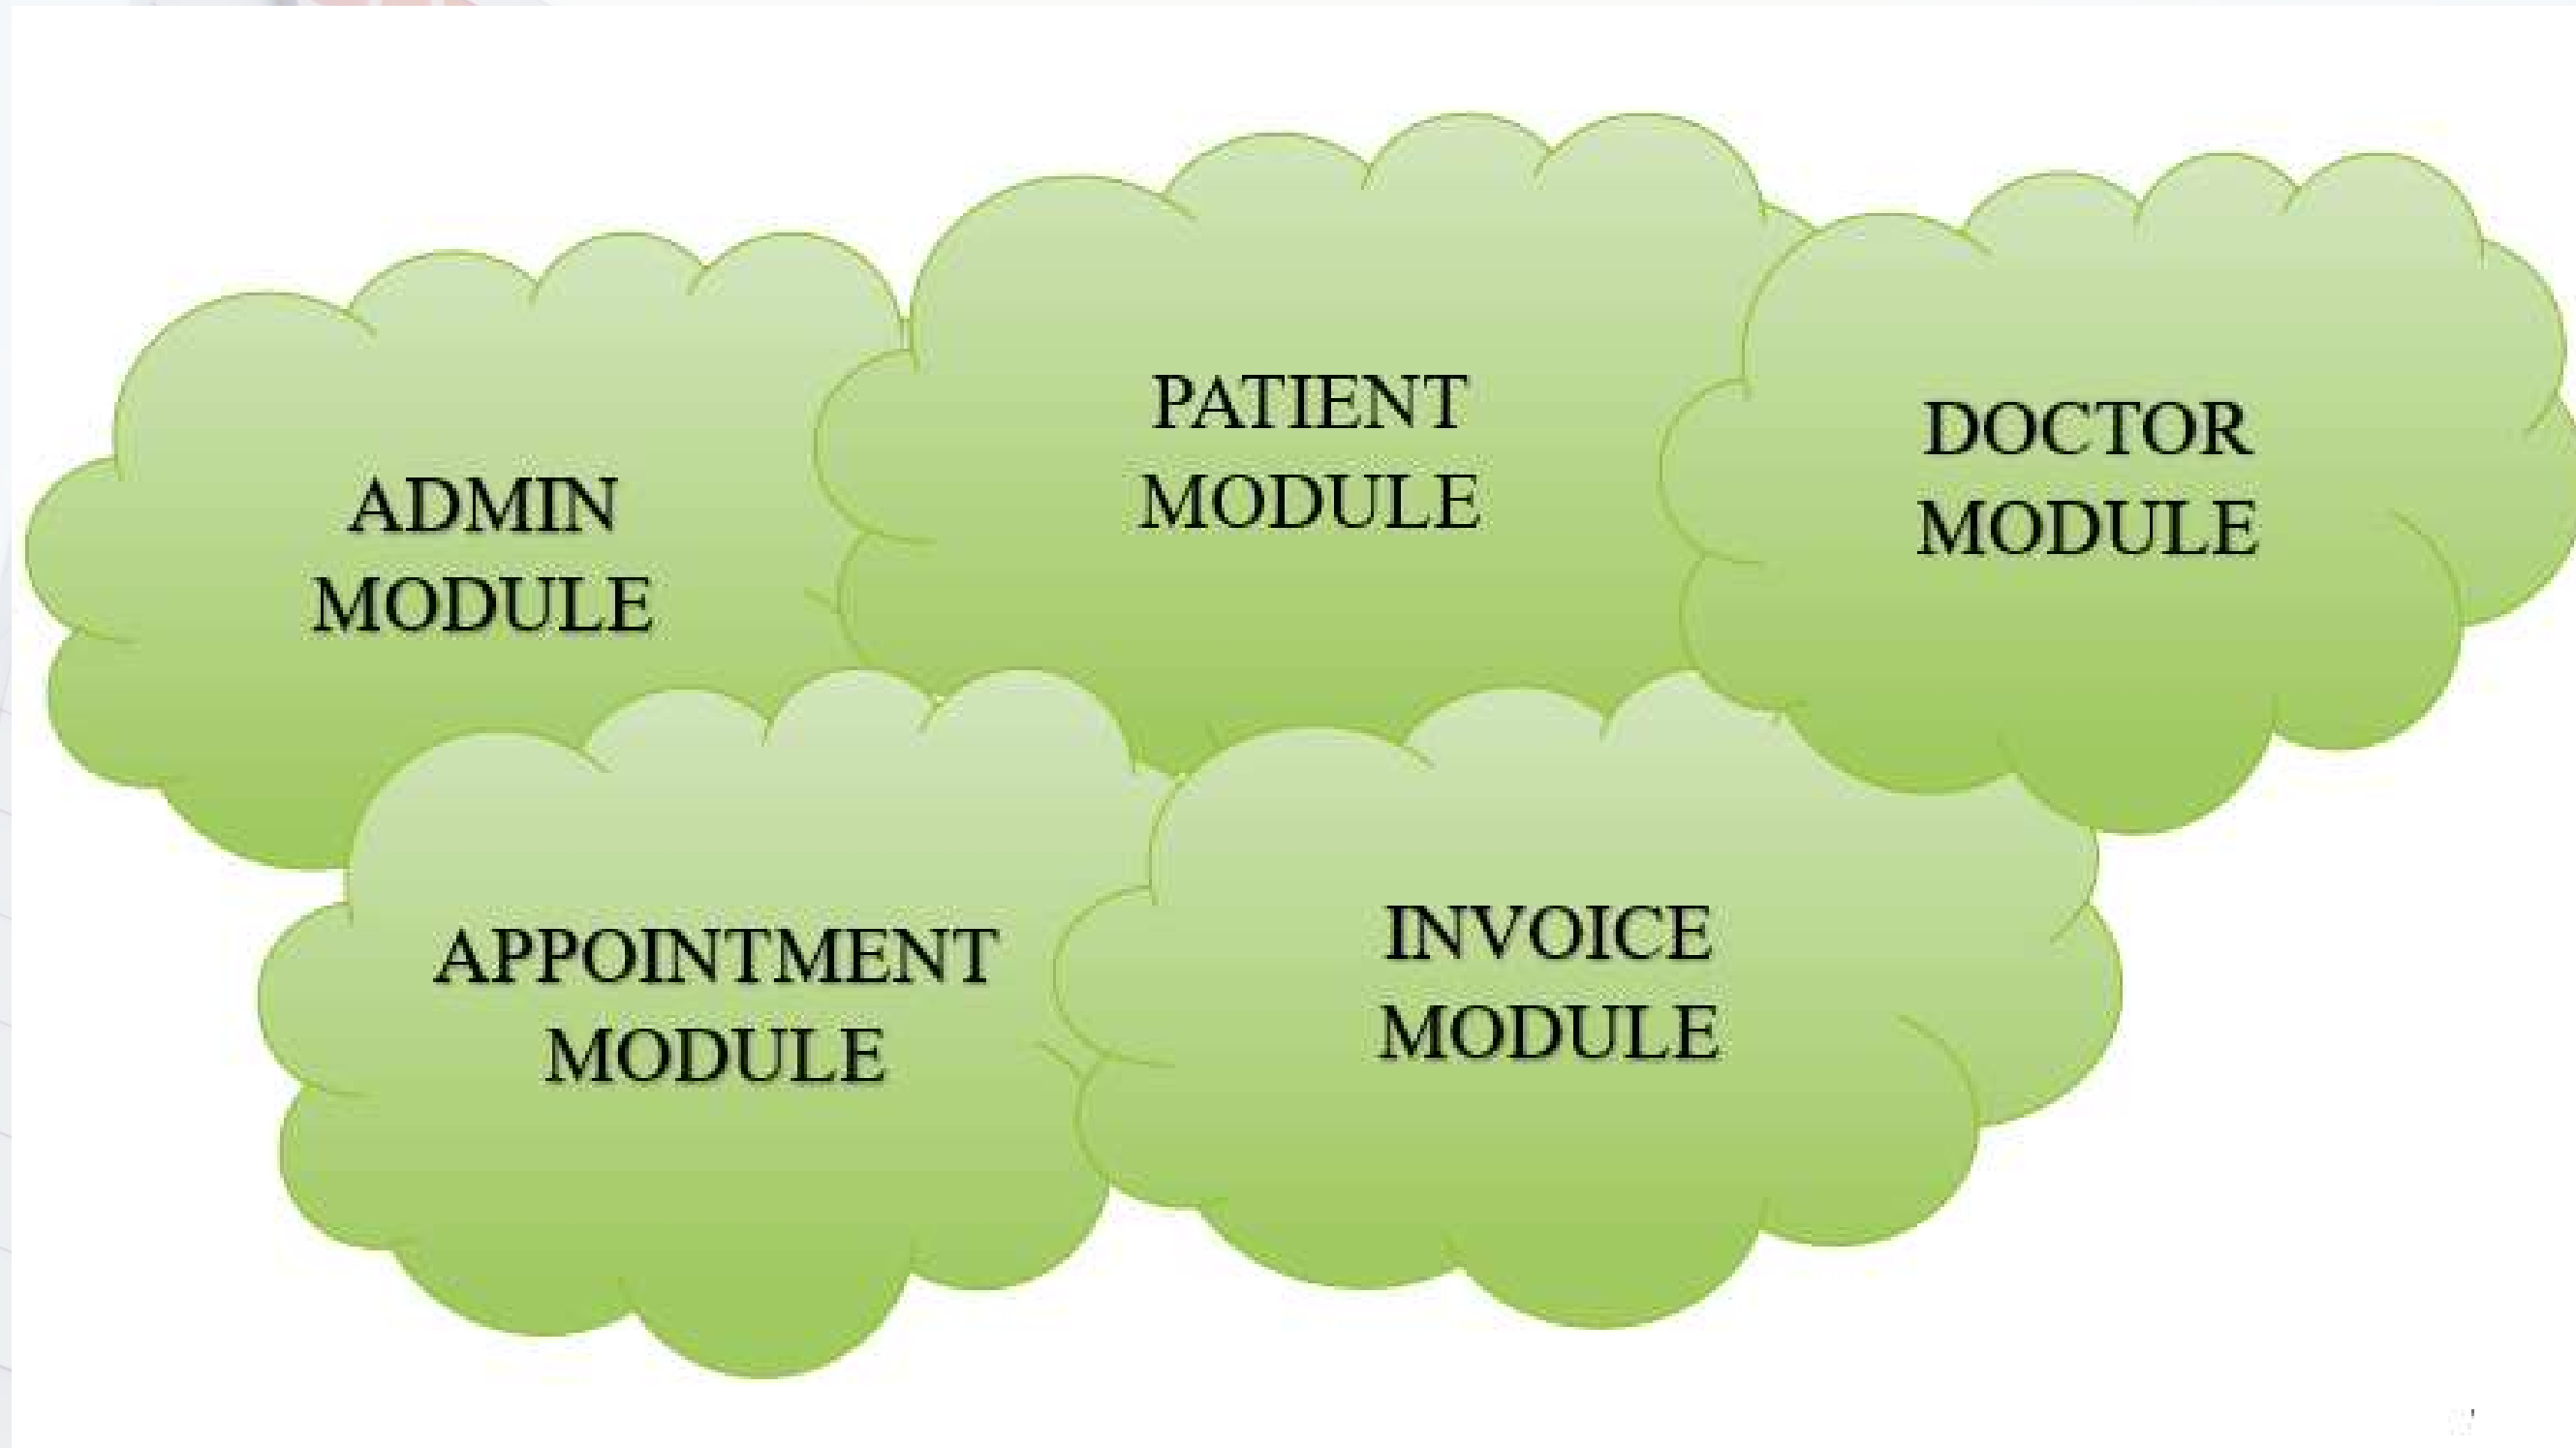 ADMIN
MODULE
PATIENT
MODULE
DOCTOR
MODULE
APPOINTMENT
MODULE
INVOICE
MODULE